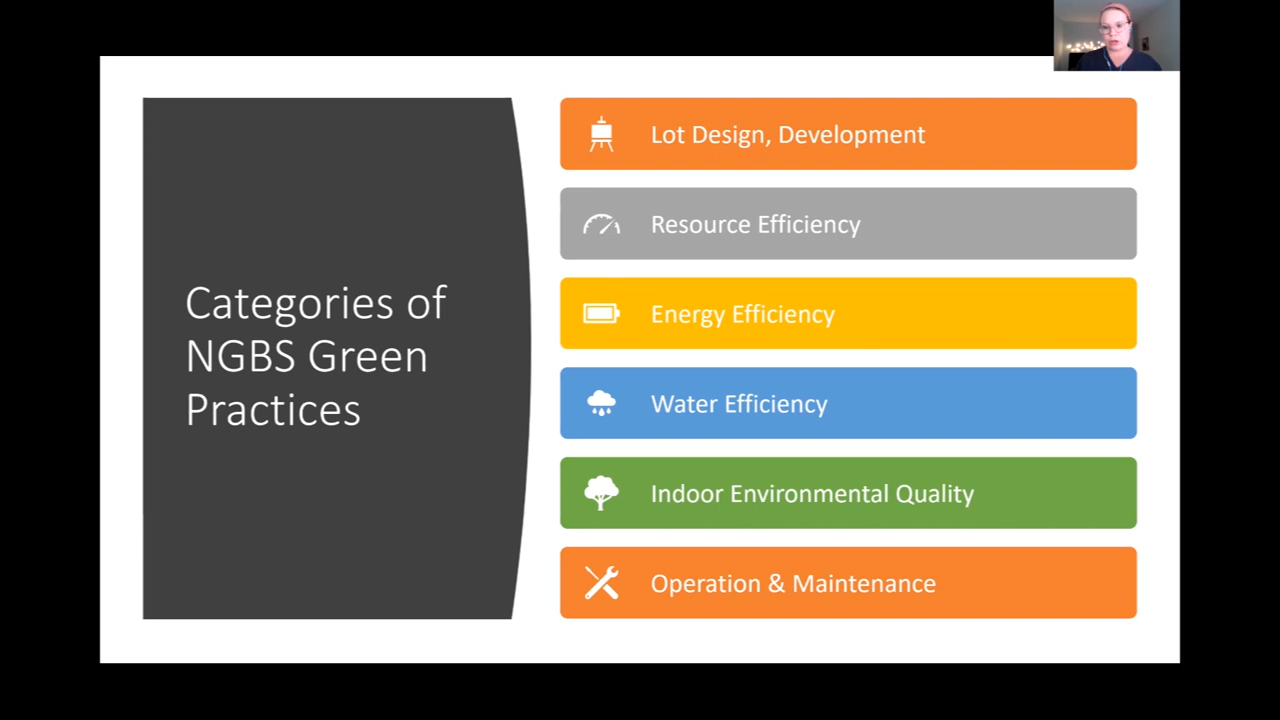 Categories of
NGBS Green
Practices
Lot Design, Development
Resource Efficiency
Energy Efficiency
Water Efficiency
Indoor Environmental Quality
Operation & Maintenance